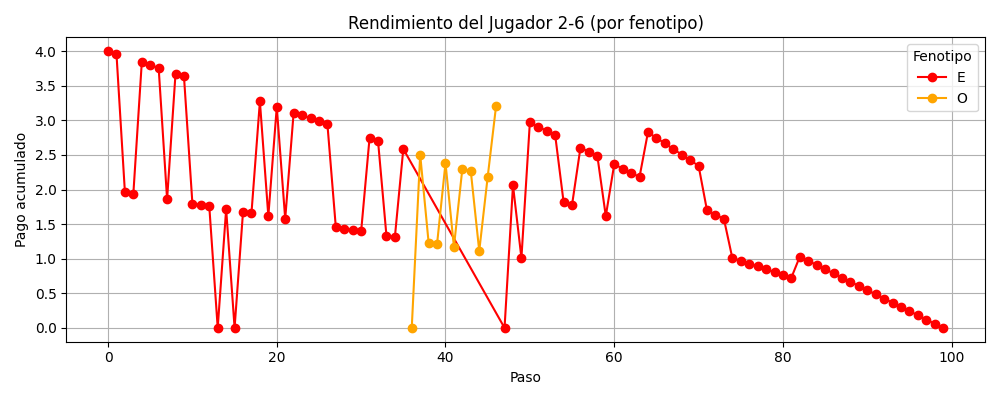 Rendimiento del Jugador 2-6 (por fenotipo)
Pago acumulado
4.0
3.5
3.0
2.5
2.0
1.5
1.0
0.5
0.0
Fenotipo
E
O
0 20 40 60 80 100
Paso